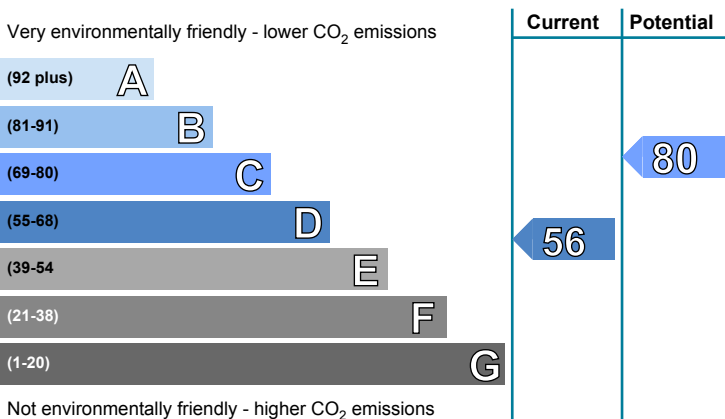 Current Potential
Very environmentally friendly - lower CO2 emissions
(92 plus) A
(81-91) B
(69-80) C
80
(55-68) D
56
(39-54 E
(21-38) F
(1-20) G
Not environmentally friendly - higher CO2 emissions